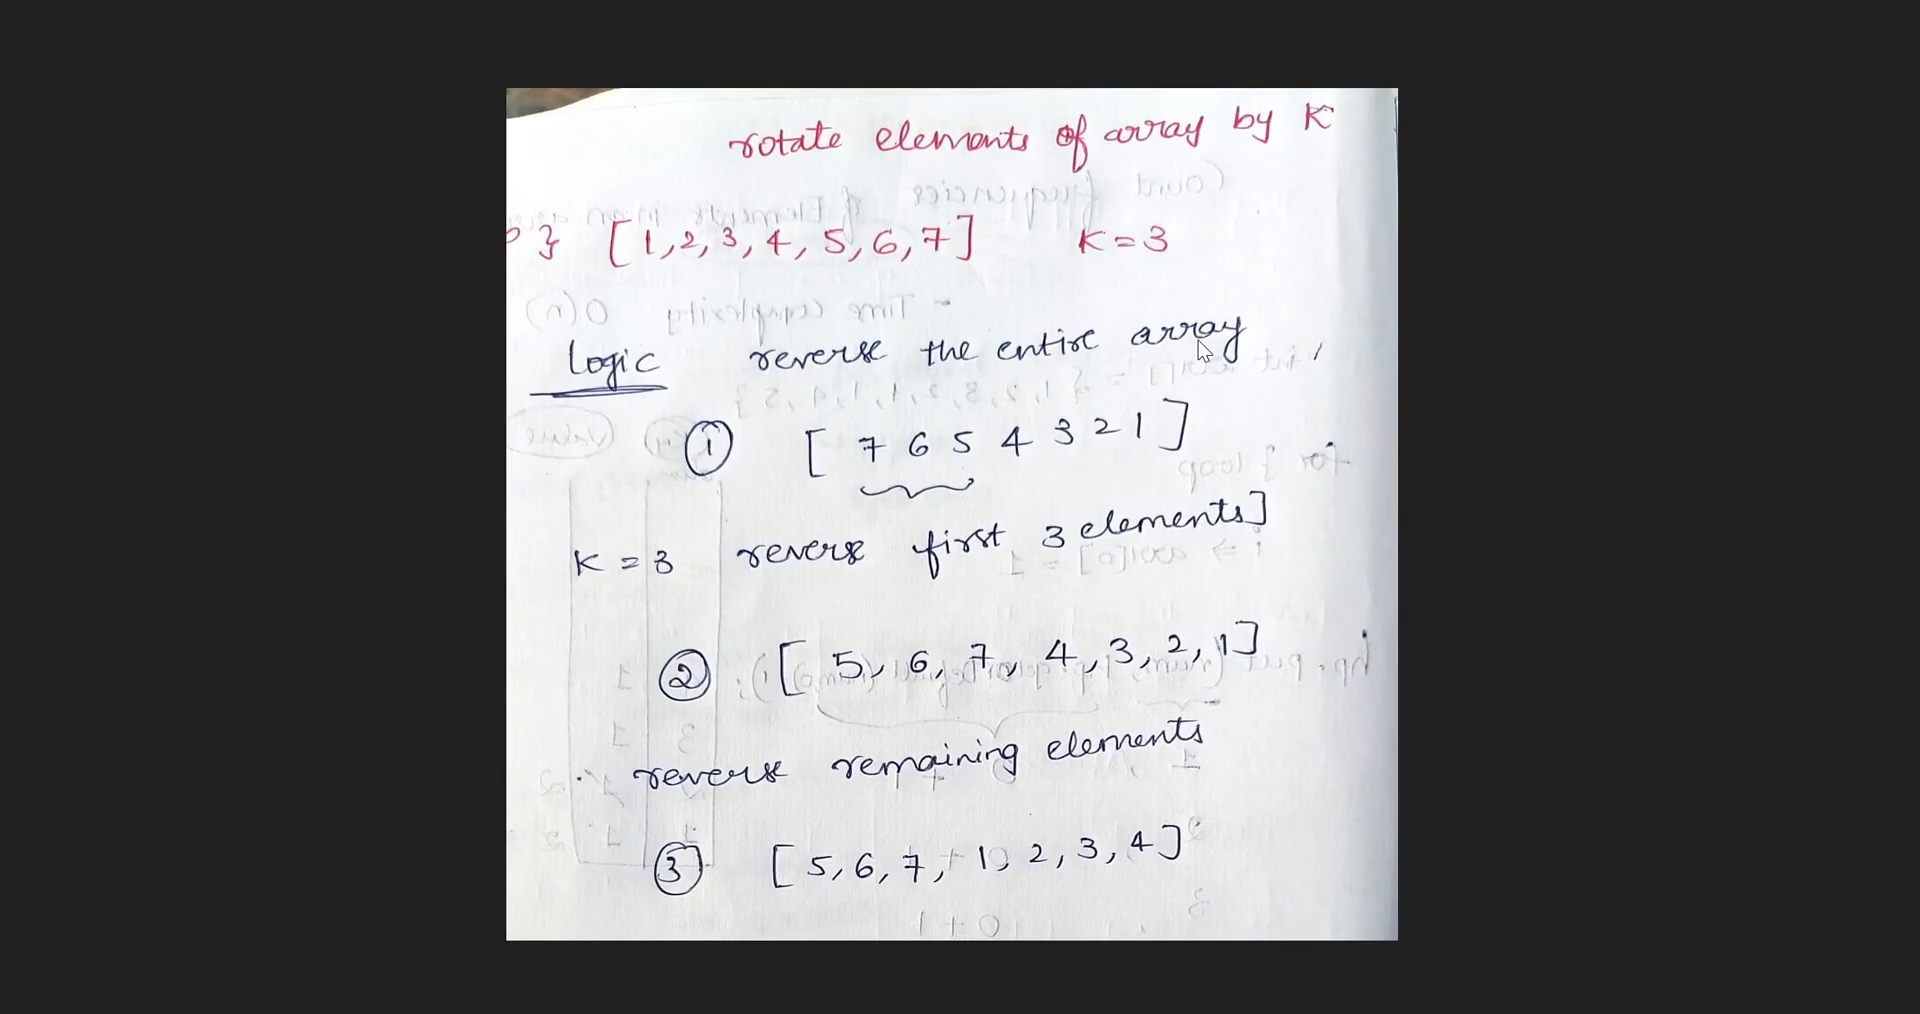 rotate elements of array by K
} [1,2,3,4,5,6,7] K=3
Logic reverse the entire array
① [ 7 6 5 4 3 2 1 ]
K = 3 reverse first 3 elements]
② [ 5, 6, 7, 4, 3, 2, 1 ]
reverse remaining elements
③ [ 5, 6, 7, 1, 2, 3, 4 ]